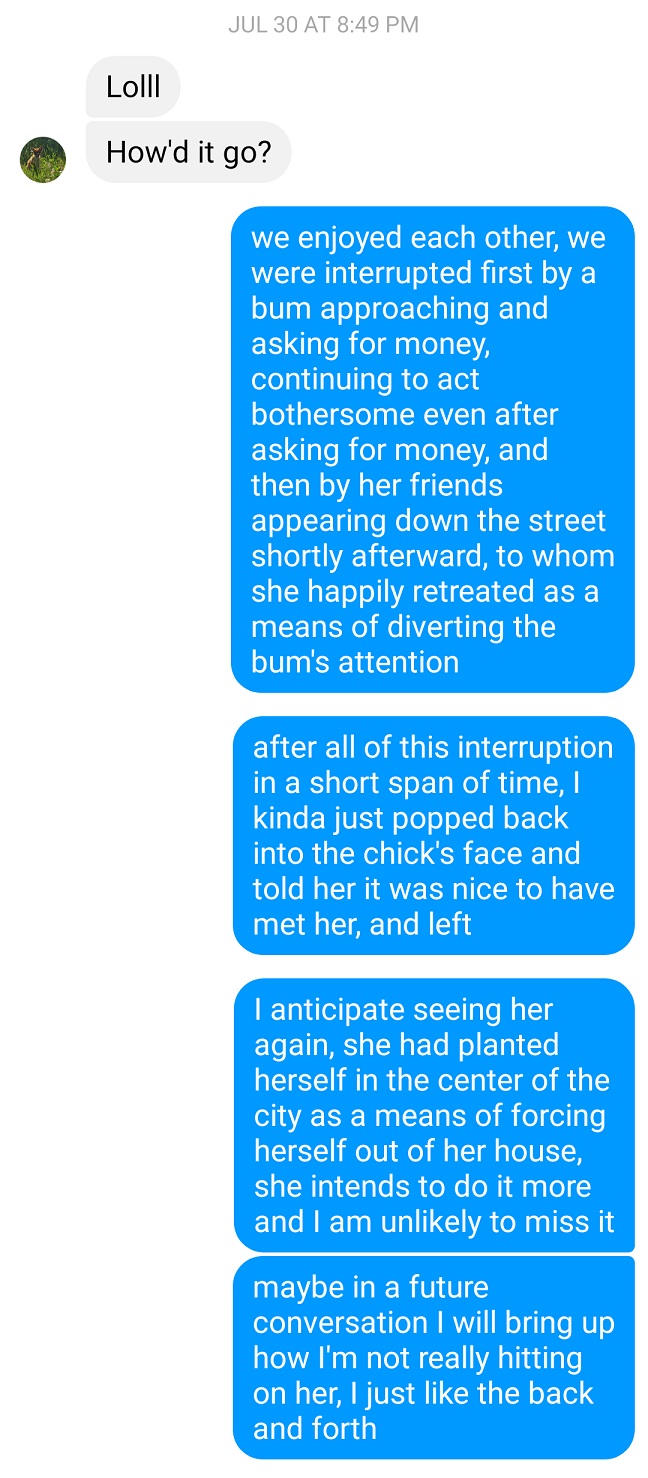 JUL 30 AT 8:49 PM
Lolll
How'd it go?
we enjoyed each other, we
were interrupted first by a
bum approaching and
asking for money,
continuing to act
bothersome even after
asking for money, and
then by her friends
appearing down the street
shortly afterward, to whom
she happily retreated as a
means of diverting the
bum's attention
after all of this interruption
in a short span of time, I
kinda just popped back
into the chick's face and
told her it was nice to have
met her, and left
I anticipate seeing her
again, she had planted
herself in the center of the
city as a means of forcing
herself out of her house,
she intends to do it more
and I am unlikely to miss it
maybe in a future
conversation I will bring up
how I'm not really hitting
on her, I just like the back
and forth